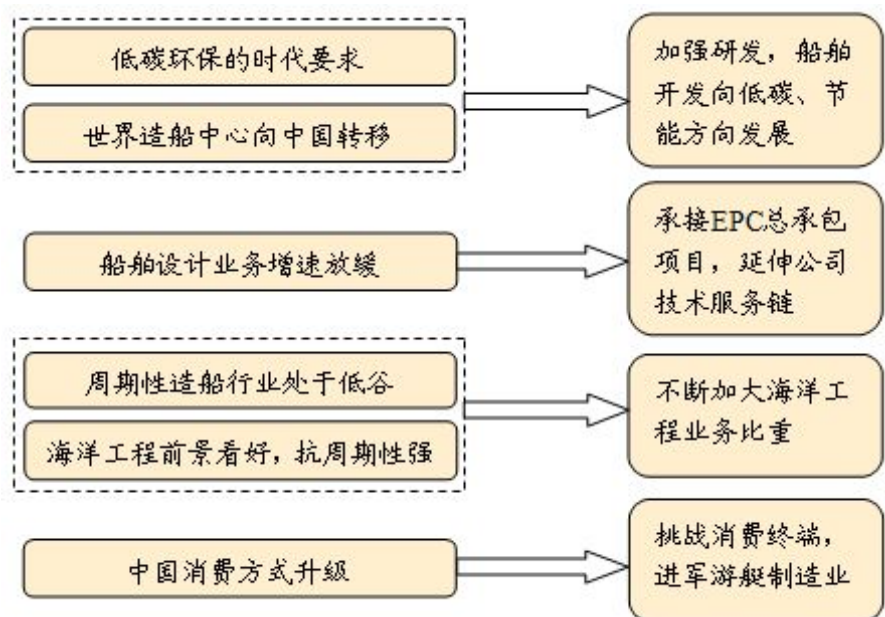 低碳环保的时代要求
世界造船中心向中国转移
加强研发，船舶
开发向低碳、节
能方向发展
船舶设计业务增速放缓
承接EPC总承包
项目，延伸公司
技术服务链
周期性造船行业处于低谷
海洋工程前景看好，抗周期性强
不断加大海洋工
程业务比重
中国消费方式升级
挑战消费终端，
进军游艇制造业